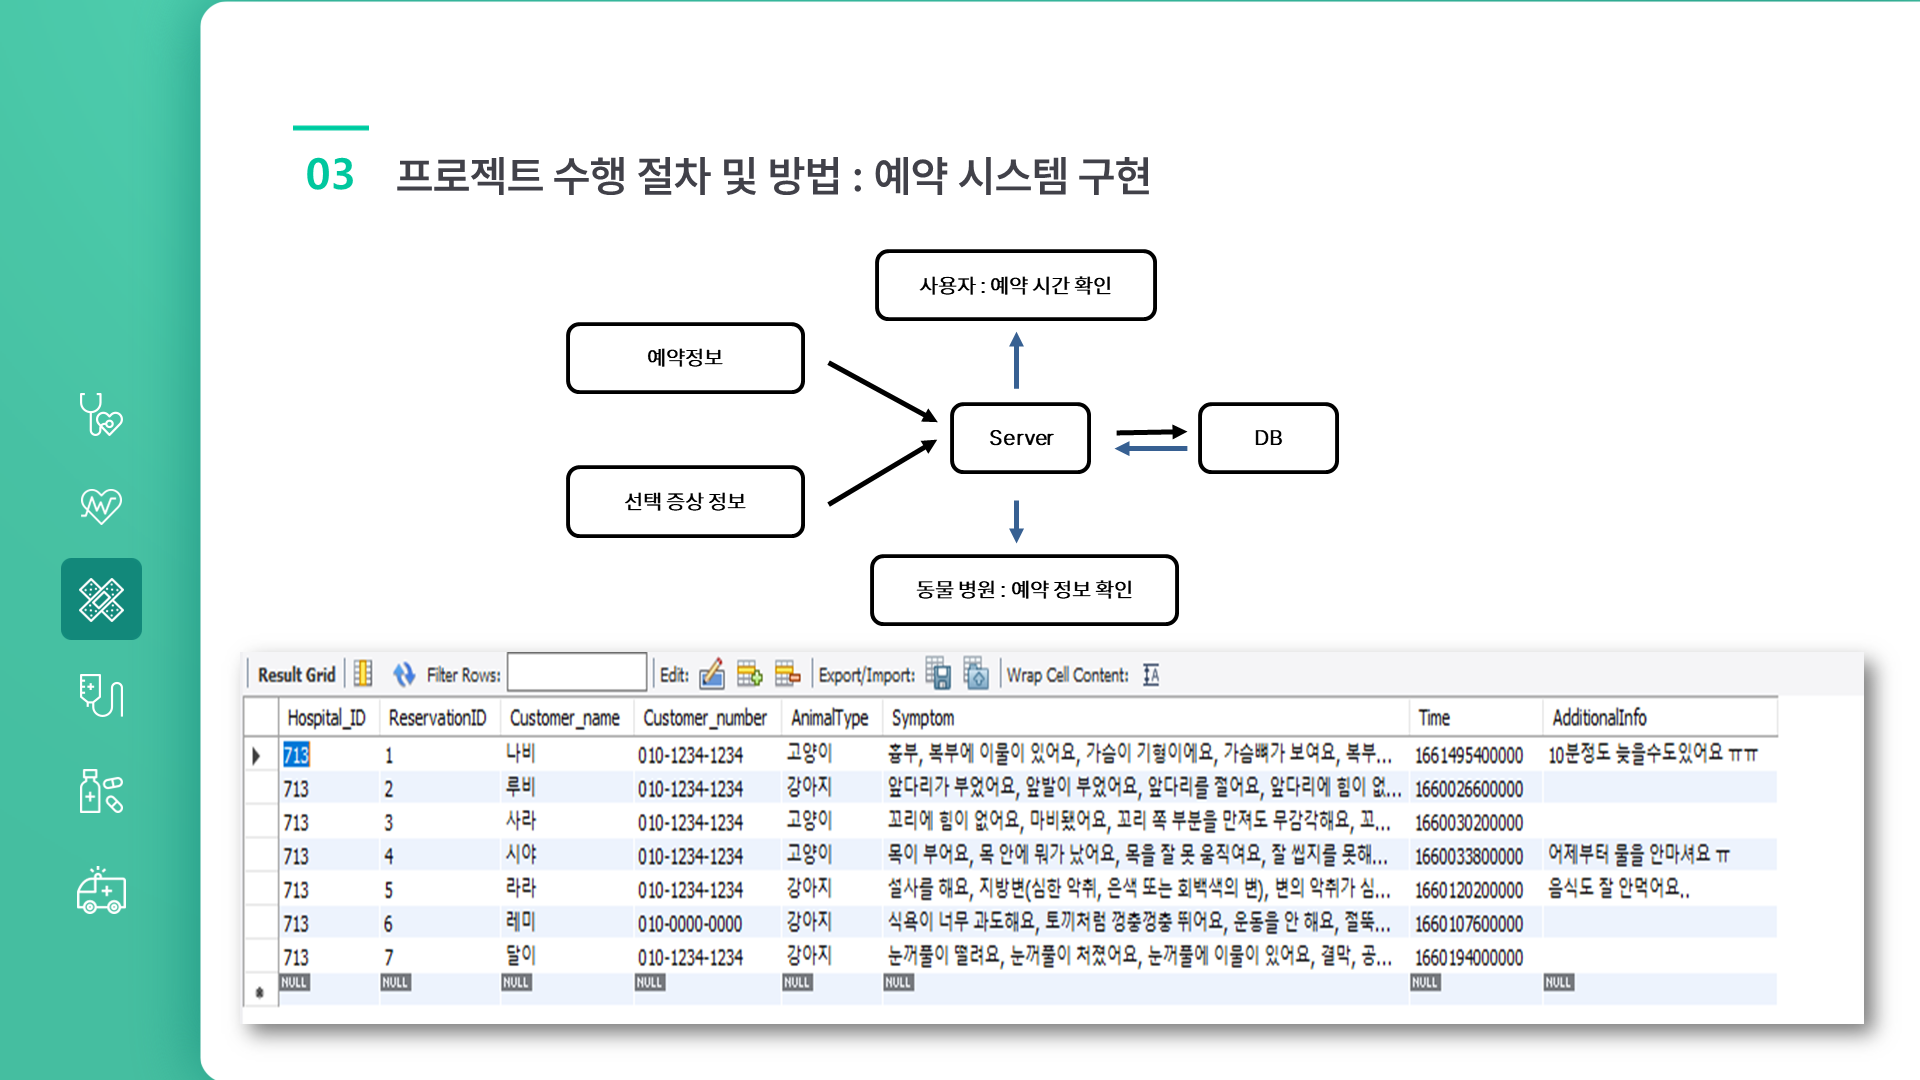 03 프로젝트 수행 절차 및 방법 : 예약 시스템 구현
사용자 : 예약 시간 확인
예약정보
Server
DB
선택 증상 정보
동물 병원 : 예약 정보 확인
Result Grid Filter Rows: Edit: Export/Import: Wrap Cell Content:
Hospital_ID ReservationID Customer_name Customer_number AnimalType Symptom Time AdditionalInfo
713 1 나비 010-1234-1234 고양이 흉부, 복부에 이물이 있어요, 가슴이 기형이에요, 가슴뼈가 보여요, 복부... 1661495400000 10분정도 늦을수도있어요 ㅠㅠ
713 2 루비 010-1234-1234 강아지 앞다리가 부었어요, 앞발이 부었어요, 앞다리를 절어요, 앞다리에 힘이 없... 1660026600000
713 3 사라 010-1234-1234 고양이 꼬리에 힘이 없어요, 마비됐어요, 꼬리 쪽 부분을 만져도 무감각해요, 꼬... 1660030200000
713 4 시야 010-1234-1234 고양이 목이 부어요, 목 안에 뭐가 났어요, 목을 잘 못 움직여요, 잘 씹지를 못해... 1660033800000 어제부터 물을 안마셔요 ㅠ
713 5 라라 010-1234-1234 강아지 설사를 해요, 지방변(심한 악취, 은색 또는 회백색의 변), 변의 악취가 심... 1660120200000 음식도 잘 안먹어요..
713 6 레미 010-0000-0000 강아지 식욕이 너무 과도해요, 토끼처럼 껑충껑충 뛰어요, 운동을 안 해요, 절뚝... 1660107600000
713 7 달이 010-1234-1234 강아지 눈꺼풀이 떨려요, 눈꺼풀이 처졌어요, 눈꺼풀에 이물이 있어요, 결막, 공... 1660194000000
NULL NULL NULL NULL NULL NULL NULL NULL